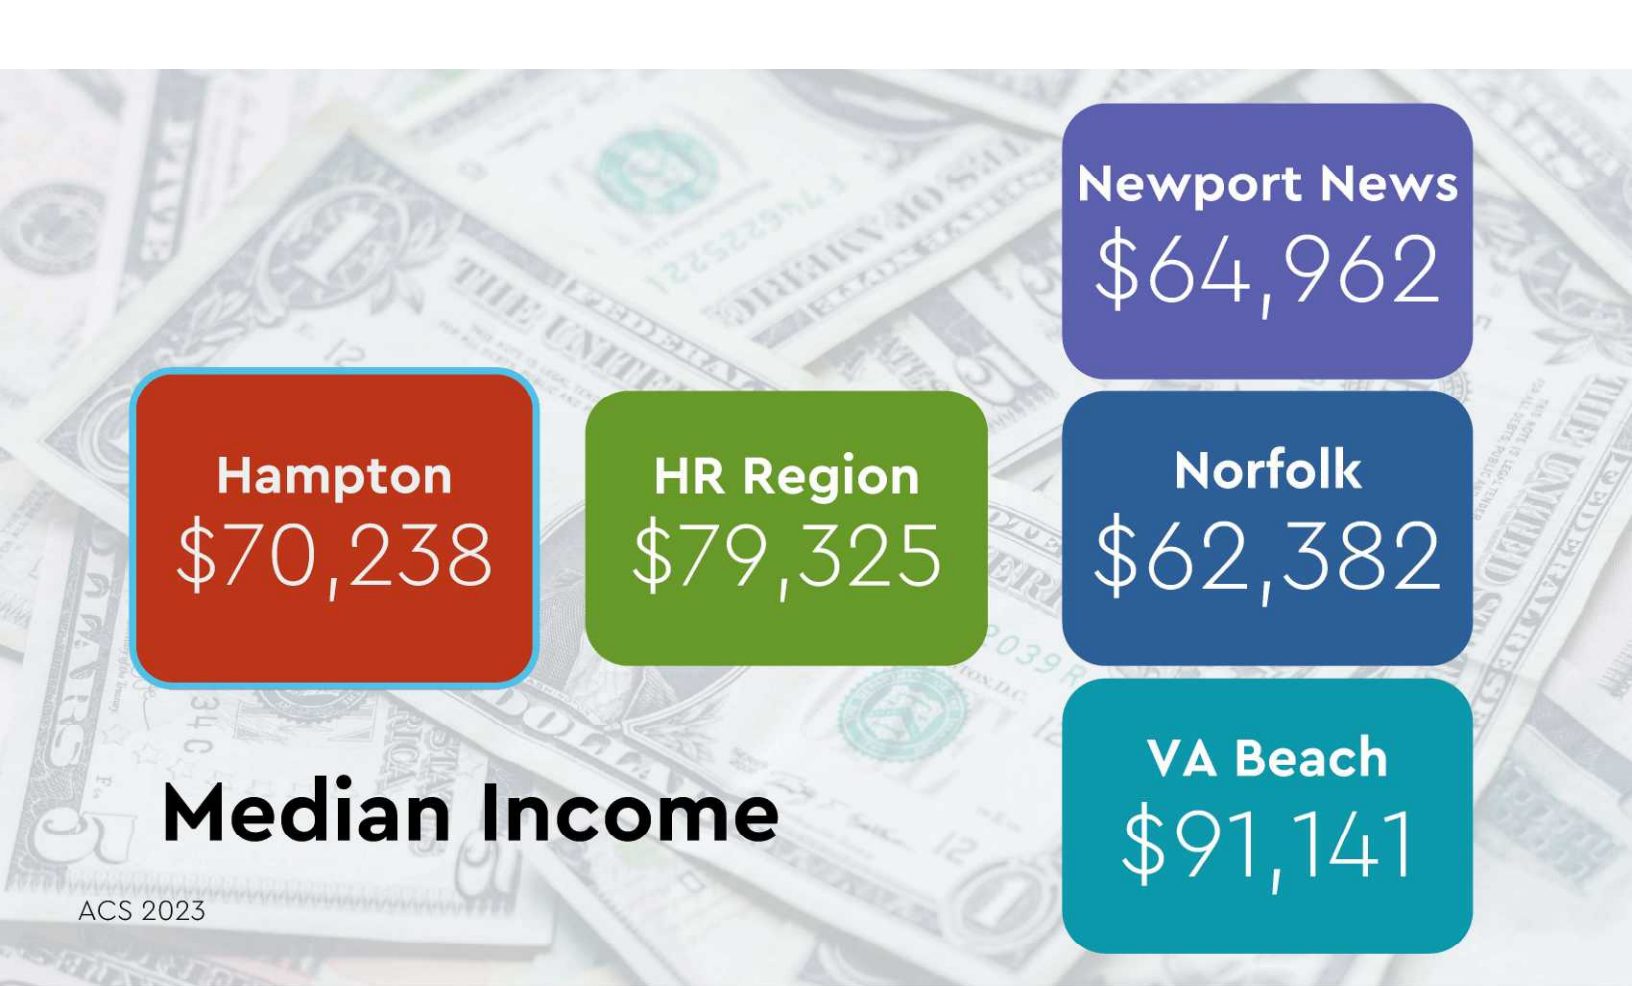 Newport News
$64,962
Hampton
$70,238
HR Region
$79,325
Norfolk
$62,382
VA Beach
$91,141
Median Income
ACS 2023